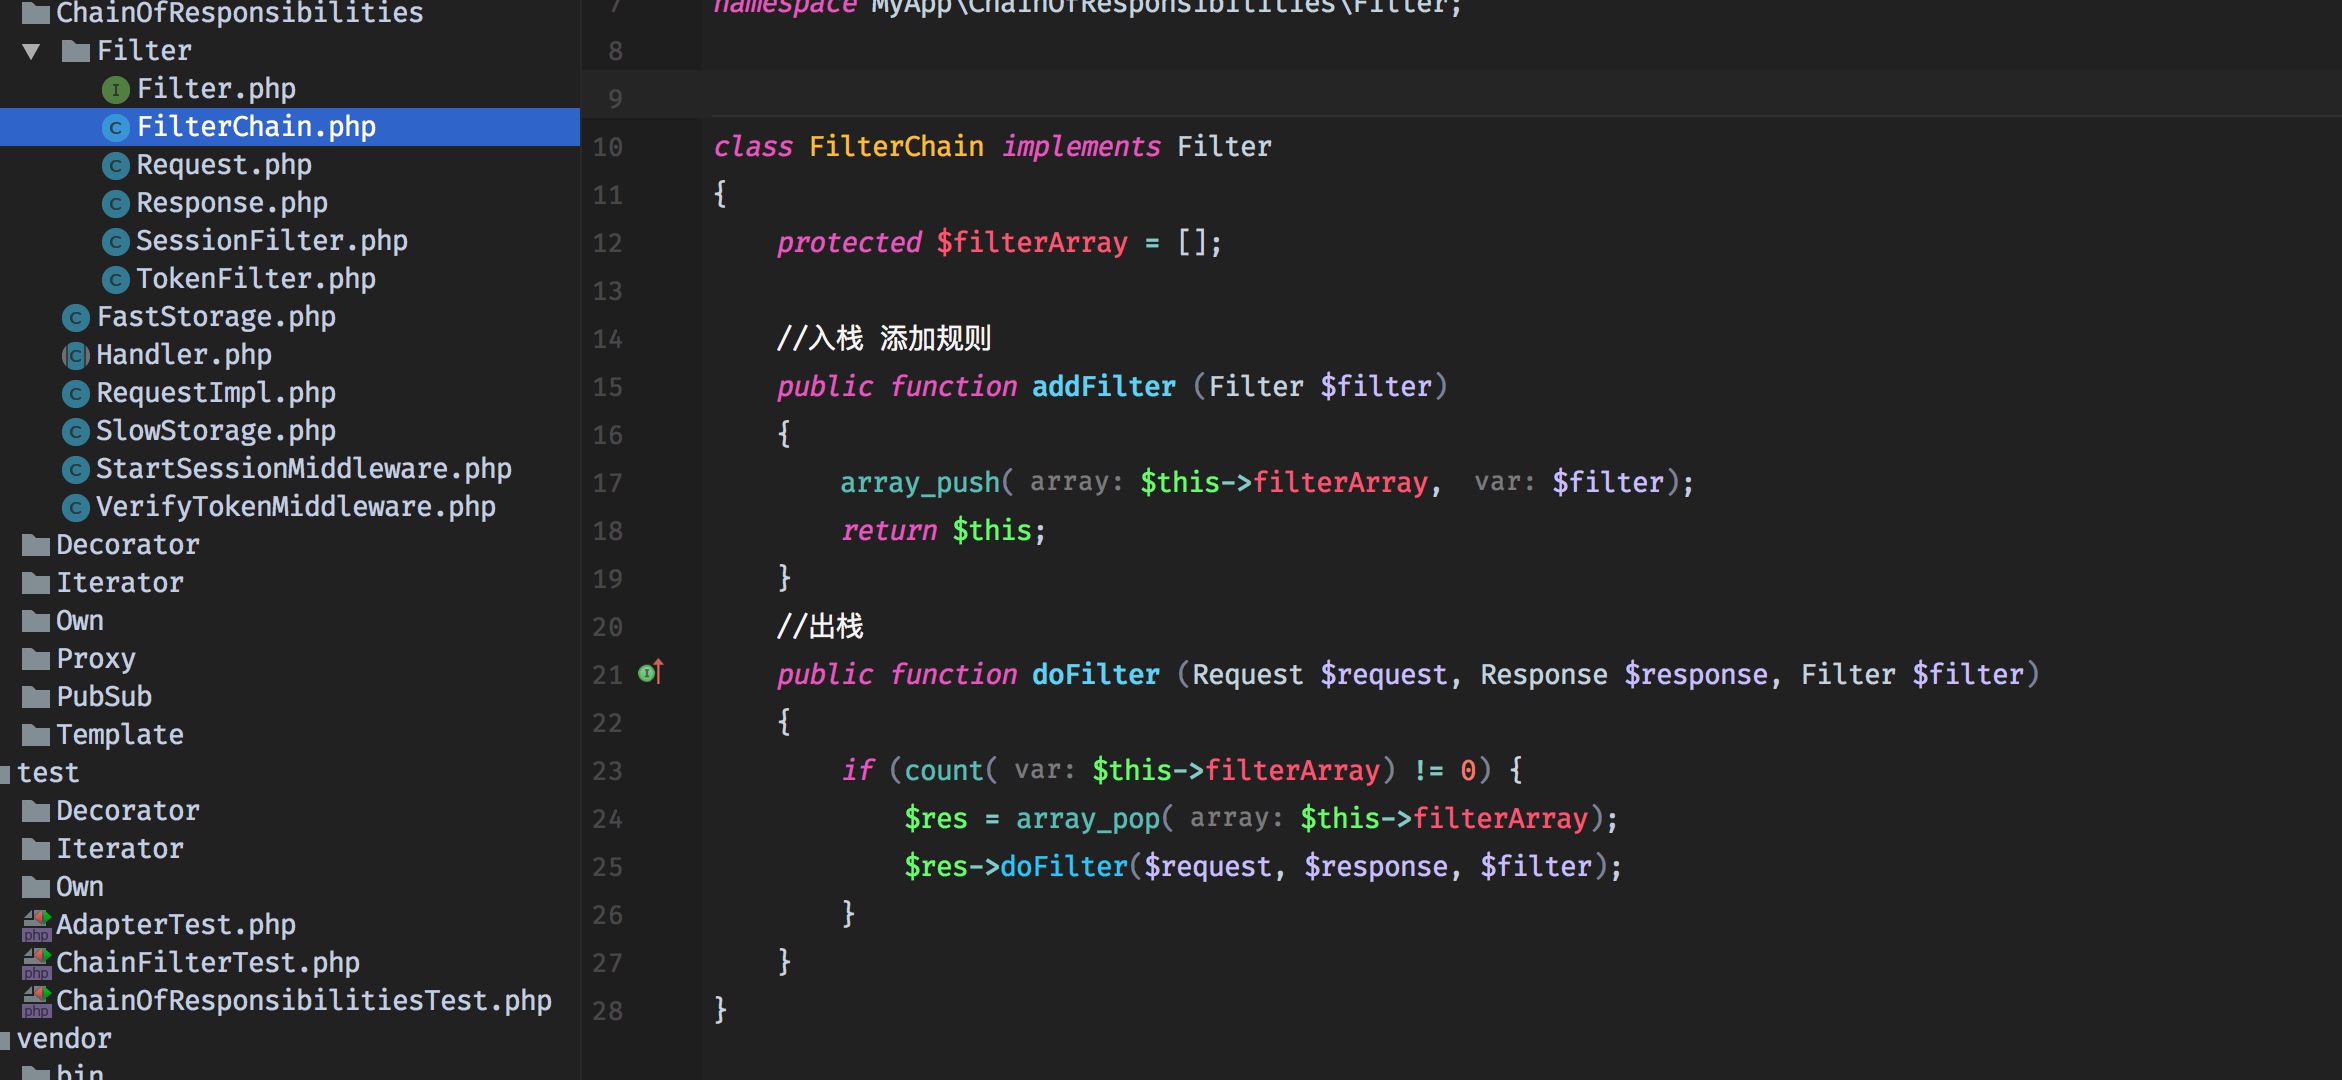 ChainOfResponsibilities
Filter
Filter.php
FilterChain.php
Request.php
Response.php
SessionFilter.php
TokenFilter.php
FastStorage.php
Handler.php
RequestImpl.php
SlowStorage.php
StartSessionMiddleware.php
VerifyTokenMiddleware.php
Decorator
Iterator
Own
Proxy
PubSub
Template
test
Decorator
Iterator
Own
AdapterTest.php
ChainFilterTest.php
ChainOfResponsibilitiesTest.php
vendor
bin
7 namespace MyApp\ChainOfResponsibilities\Filter;
8
9
10 class FilterChain implements Filter
11 {
12 protected $filterArray = [];
13
14 //入栈 添加规则
15 public function addFilter (Filter $filter)
16 {
17 array_push( array: $this->filterArray, var: $filter);
18 return $this;
19 }
20 //出栈
21 public function doFilter (Request $request, Response $response, Filter $filter)
22 {
23 if (count( var: $this->filterArray) != 0) {
24 $res = array_pop( array: $this->filterArray);
25 $res->doFilter($request, $response, $filter);
26 }
27 }
28 }